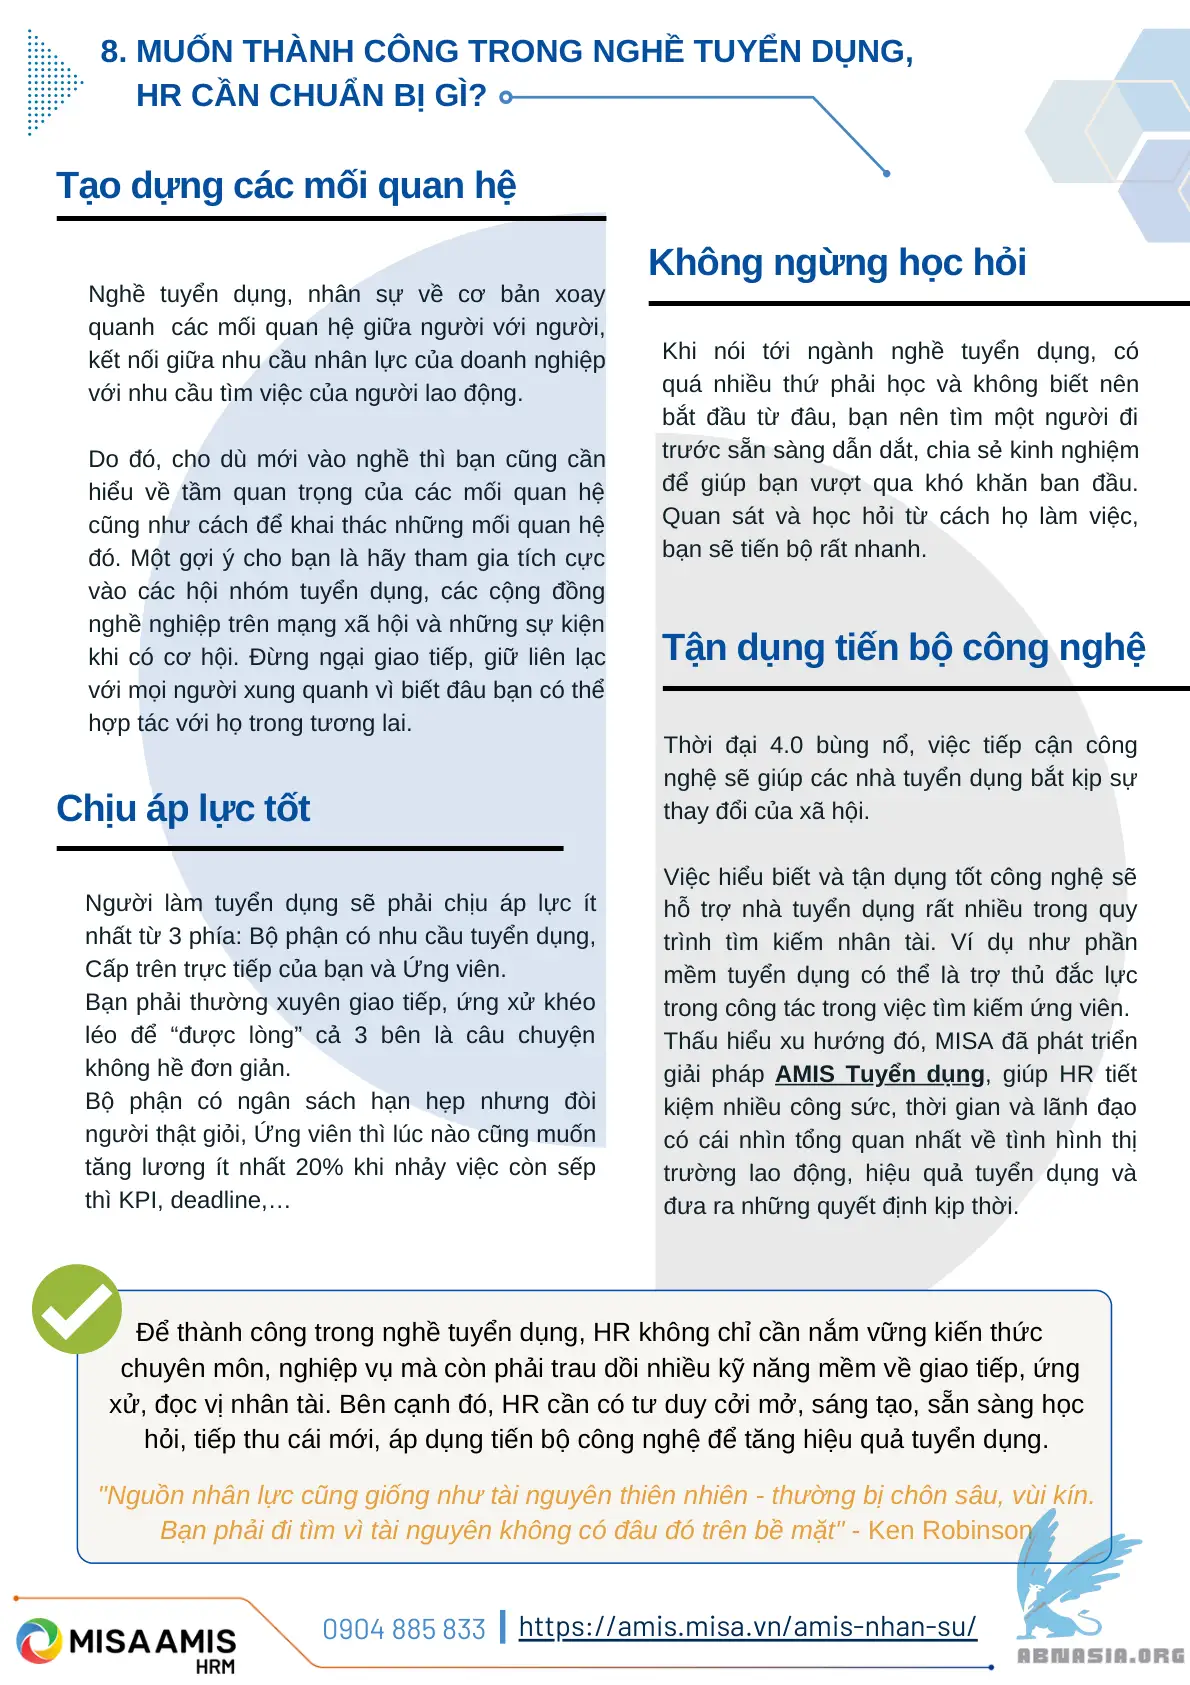 8. MUỐN THÀNH CÔNG TRONG NGHỀ TUYỂN DỤNG,
HR CẦN CHUẨN BỊ GÌ?
Tạo dựng các mối quan hệ
Nghề tuyển dụng, nhân sự về cơ bản xoay
quanh các mối quan hệ giữa người với người,
kết nối giữa nhu cầu nhân lực của doanh nghiệp
với nhu cầu tìm việc của người lao động.
Do đó, cho dù mới vào nghề thì bạn cũng cần
hiểu về tầm quan trọng của các mối quan hệ
cũng như cách để khai thác những mối quan hệ
đó. Một gợi ý cho bạn là hãy tham gia tích cực
vào các hội nhóm tuyển dụng, các cộng đồng
nghề nghiệp trên mạng xã hội và những sự kiện
khi có cơ hội. Đừng ngại giao tiếp, giữ liên lạc
với mọi người xung quanh vì biết đâu bạn có thể
hợp tác với họ trong tương lai.
Chịu áp lực tốt
Người làm tuyển dụng sẽ phải chịu áp lực ít
nhất từ 3 phía: Bộ phận có nhu cầu tuyển dụng,
Cấp trên trực tiếp của bạn và Ứng viên.
Bạn phải thường xuyên giao tiếp, ứng xử khéo
léo để “được lòng” cả 3 bên là câu chuyện
không hề đơn giản.
Bộ phận có ngân sách hạn hẹp nhưng đòi
người thật giỏi, Ứng viên thì lúc nào cũng muốn
tăng lương ít nhất 20% khi nhảy việc còn sếp
thì KPI, deadline,…
Không ngừng học hỏi
Khi nói tới ngành nghề tuyển dụng, có
quá nhiều thứ phải học và không biết nên
bắt đầu từ đâu, bạn nên tìm một người đi
trước sẵn sàng dẫn dắt, chia sẻ kinh nghiệm
để giúp bạn vượt qua khó khăn ban đầu.
Quan sát và học hỏi từ cách họ làm việc,
bạn sẽ tiến bộ rất nhanh.
Tận dụng tiến bộ công nghệ
Thời đại 4.0 bùng nổ, việc tiếp cận công
nghệ sẽ giúp các nhà tuyển dụng bắt kịp sự
thay đổi của xã hội.
Việc hiểu biết và tận dụng tốt công nghệ sẽ
hỗ trợ nhà tuyển dụng rất nhiều trong quy
trình tìm kiếm nhân tài. Ví dụ như phần
mềm tuyển dụng có thể là trợ thủ đắc lực
trong công tác trong việc tìm kiếm ứng viên.
Thấu hiểu xu hướng đó, MISA đã phát triển
giải pháp AMIS Tuyển dụng, giúp HR tiết
kiệm nhiều công sức, thời gian và lãnh đạo
có cái nhìn tổng quan nhất về tình hình thị
trường lao động, hiệu quả tuyển dụng và
đưa ra những quyết định kịp thời.
Để thành công trong nghề tuyển dụng, HR không chỉ cần nắm vững kiến thức
chuyên môn, nghiệp vụ mà còn phải trau dồi nhiều kỹ năng mềm về giao tiếp, ứng
xử, đọc vị nhân tài. Bên cạnh đó, HR cần có tư duy cởi mở, sáng tạo, sẵn sàng học
hỏi, tiếp thu cái mới, áp dụng tiến bộ công nghệ để tăng hiệu quả tuyển dụng.
"Nguồn nhân lực cũng giống như tài nguyên thiên nhiên - thường bị chôn sâu, vùi kín.
Bạn phải đi tìm vì tài nguyên không có đâu đó trên bề mặt" - Ken Robinson
MISA AMIS
HRM
0904 885 833 | https://amis.misa.vn/amis-nhan-su/
ABNASIA.ORG